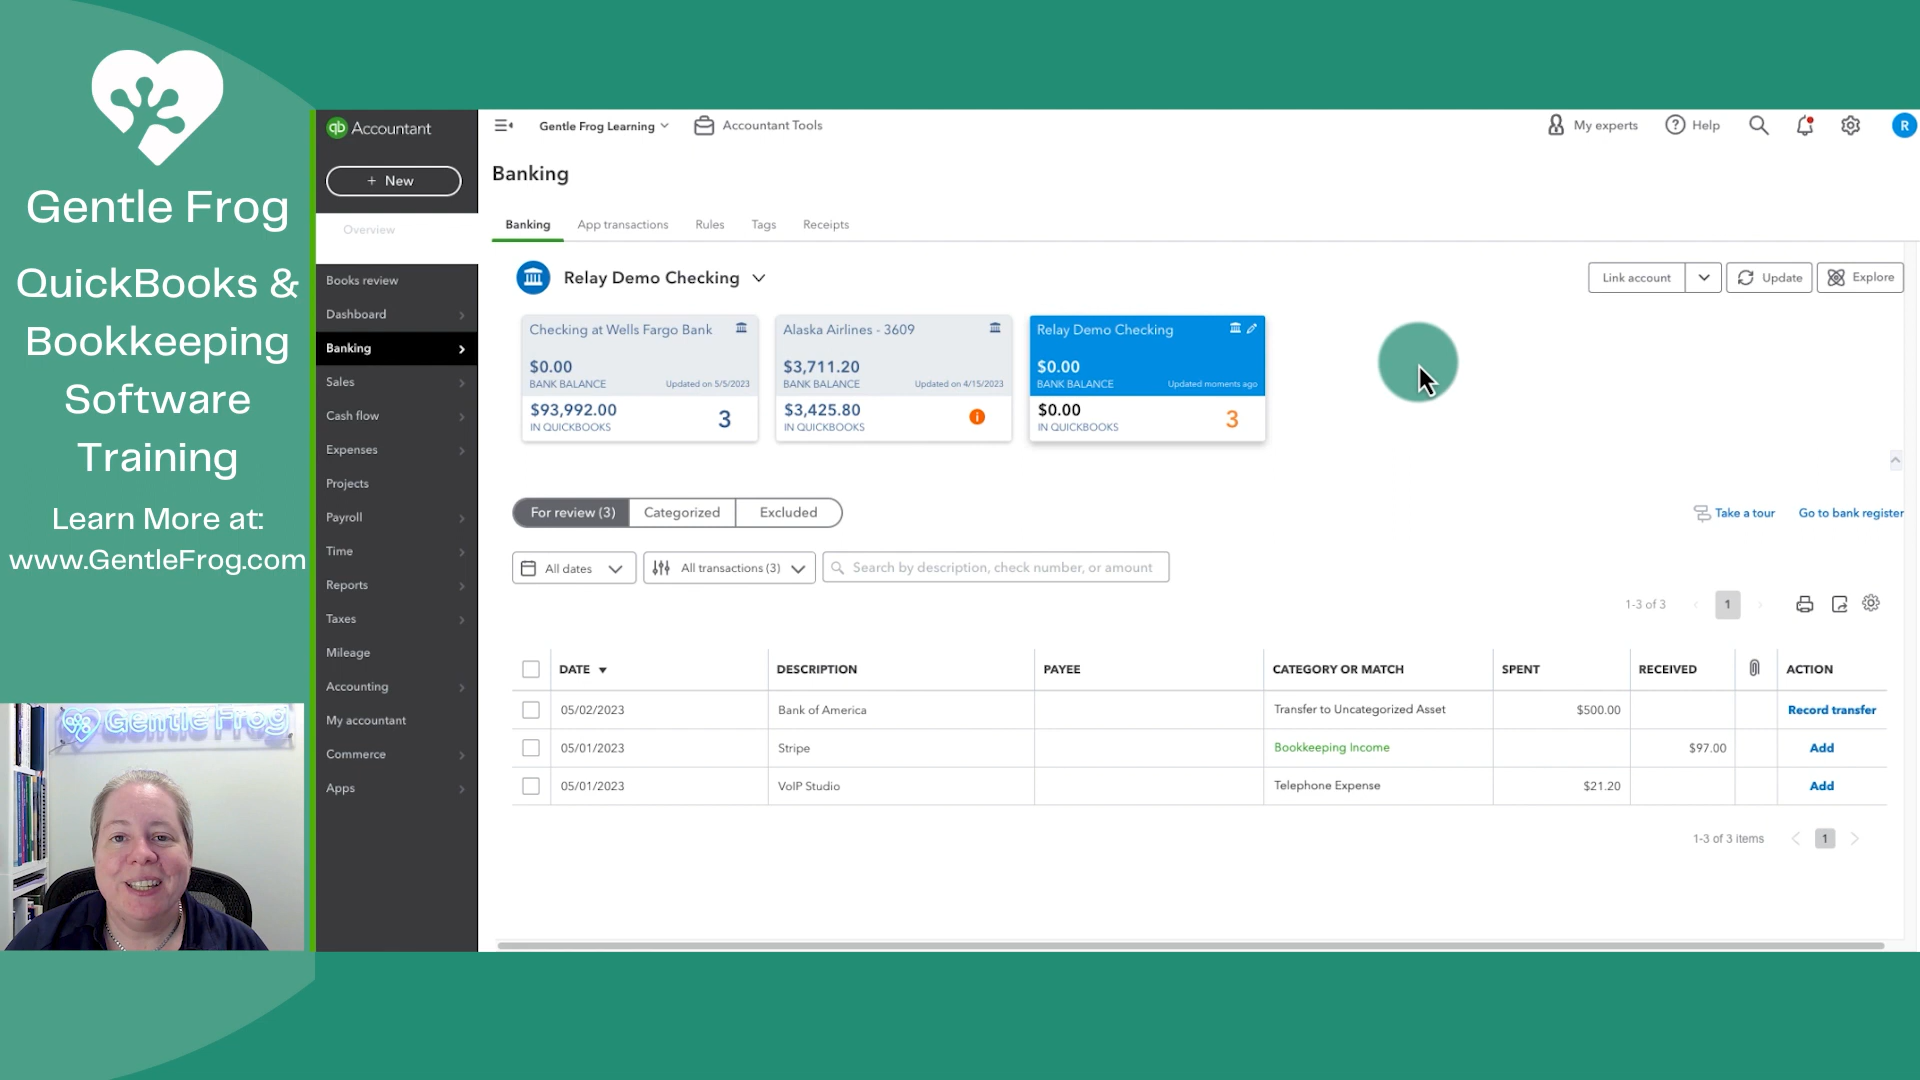 Gentle Frog
QuickBooks &
Bookkeeping
Software
Training
Learn More at:
www.GentleFrog.com
Gentle Frog
qb Accountant
+ New
Overview
Books review
Dashboard
Banking
Sales
Cash flow
Expenses
Projects
Payroll
Time
Reports
Taxes
Mileage
Accounting
My accountant
Commerce
Apps
Gentle Frog Learning
Accountant Tools
My experts
Help
R
Banking
Banking App transactions Rules Tags Receipts
Relay Demo Checking
Link account
Update
Explore
Checking at Wells Fargo Bank
$0.00
BANK BALANCE Updated on 5/5/2023
$93,992.00
IN QUICKBOOKS 3
Alaska Airlines - 3609
$3,711.20
BANK BALANCE Updated on 4/15/2023
$3,425.80
IN QUICKBOOKS
Relay Demo Checking
$0.00
BANK BALANCE Updated moments ago
$0.00
IN QUICKBOOKS 3
For review (3) Categorized Excluded
Take a tour Go to bank register
All dates All transactions (3) Search by description, check number, or amount
1-3 of 3 1
DATE DESCRIPTION PAYEE CATEGORY OR MATCH SPENT RECEIVED ACTION
05/02/2023 Bank of America Transfer to Uncategorized Asset $500.00 Record transfer
05/01/2023 Stripe Bookkeeping Income $97.00 Add
05/01/2023 VoIP Studio Telephone Expense $21.20 Add
1-3 of 3 items 1